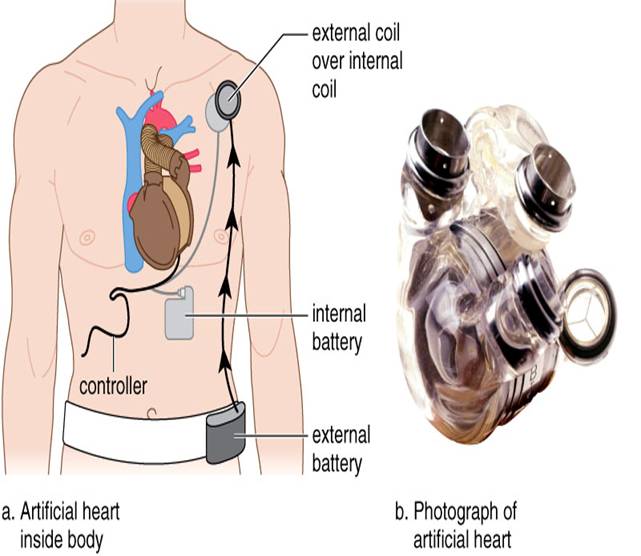 external coil
over internal
coil
internal
battery
controller
external
battery
a. Artificial heart
inside body
b. Photograph of
artificial heart